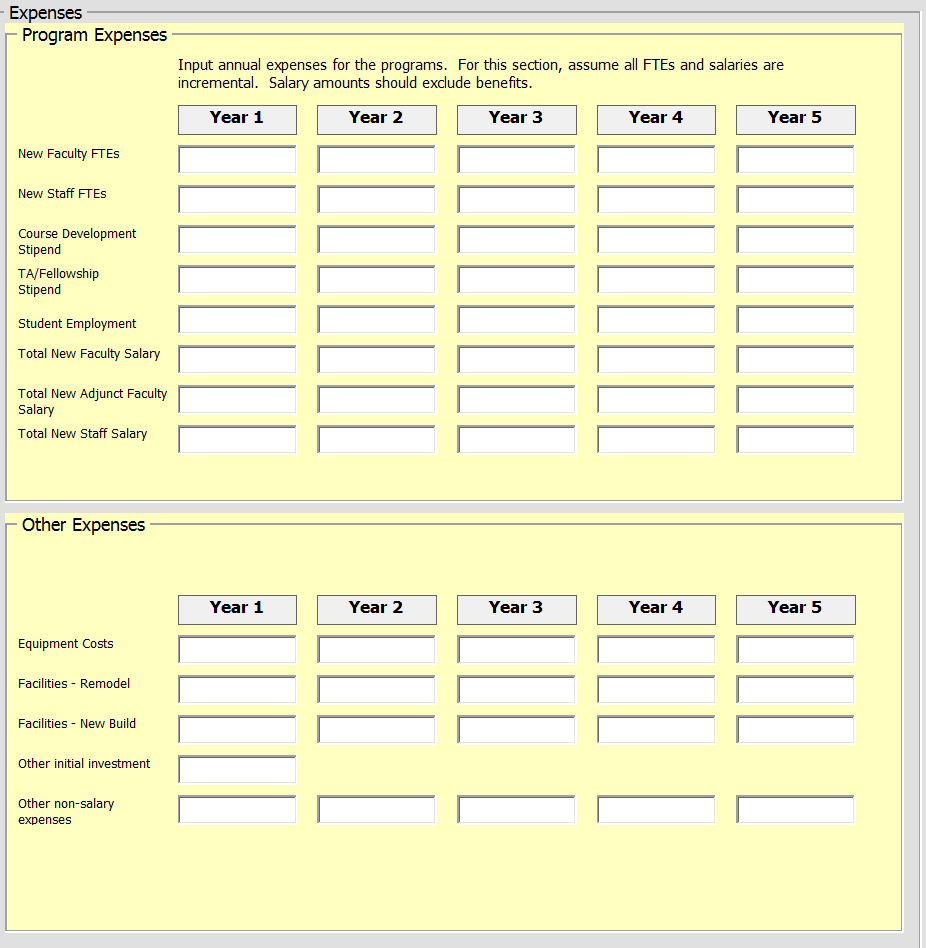 Expenses
Program Expenses
Input annual expenses for the programs.  For this section, assume all FTEs and salaries are
incremental.  Salary amounts should exclude benefits.
Year 1 Year 2 Year 3 Year 4 Year 5
New Faculty FTEs
New Staff FTEs
Course Development
Stipend
TA/Fellowship
Stipend
Student Employment
Total New Faculty Salary
Total New Adjunct Faculty
Salary
Total New Staff Salary
Other Expenses
Year 1 Year 2 Year 3 Year 4 Year 5
Equipment Costs
Facilities - Remodel
Facilities - New Build
Other initial investment
Other non-salary
expenses